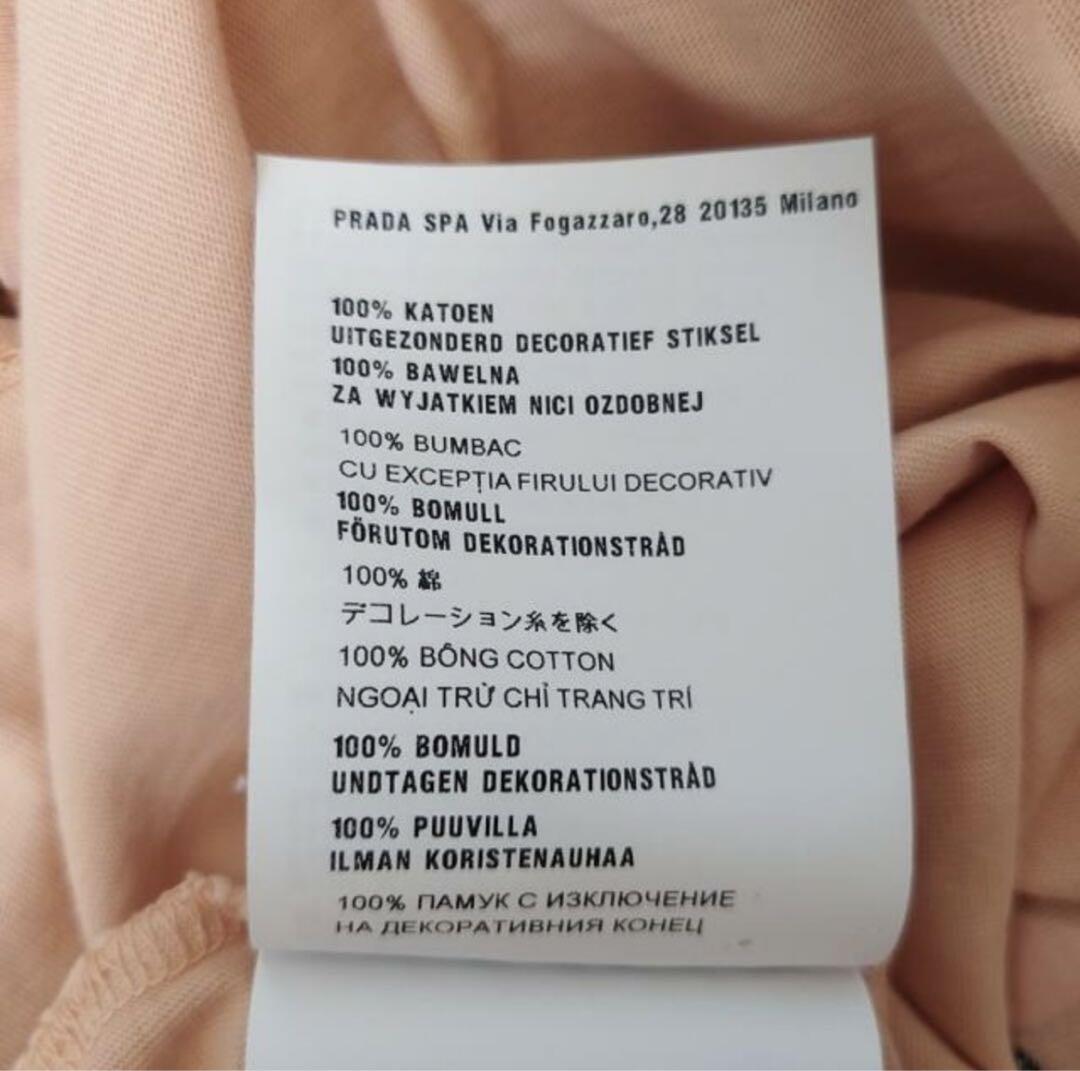 PRADA SPA Via Fogazzaro,28 20135 Milano
100% KATOEN
UITGEZONDERD DECORATIEF STIKSEL
100% BAWELNA
ZA WYJATKIEM NICI OZDOBNEJ
100% BUMBAC
CU EXCEPȚIA FIRULUI DECORATIV
100% BOMULL
FÖRUTOM DEKORATIONSTRÅD
100% 綿
デコレーション糸を除く
100% BÔNG COTTON
NGOẠI TRỪ CHỈ TRANG TRÍ
100% BOMULD
UNDTAGEN DEKORATIONSTRÅD
100% PUUVILLA
ILMAN KORISTENAUHAA
100% ПАМУК С ИЗКЛЮЧЕНИЕ
НА ДЕКОРАТИВНИЯ КОНЕЦ